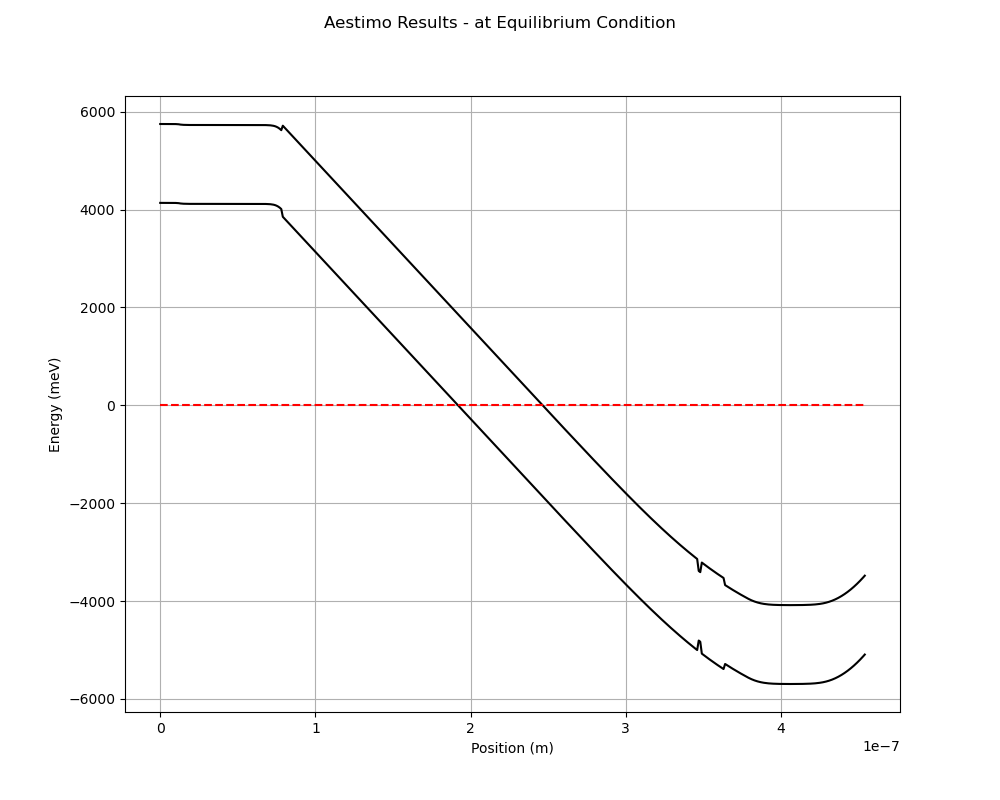 Aestimo Results - at Equilibrium Condition
6000
4000
2000
0
−2000
−4000
−6000
Energy (meV)
0 1 2 3 4
1e−7
Position (m)